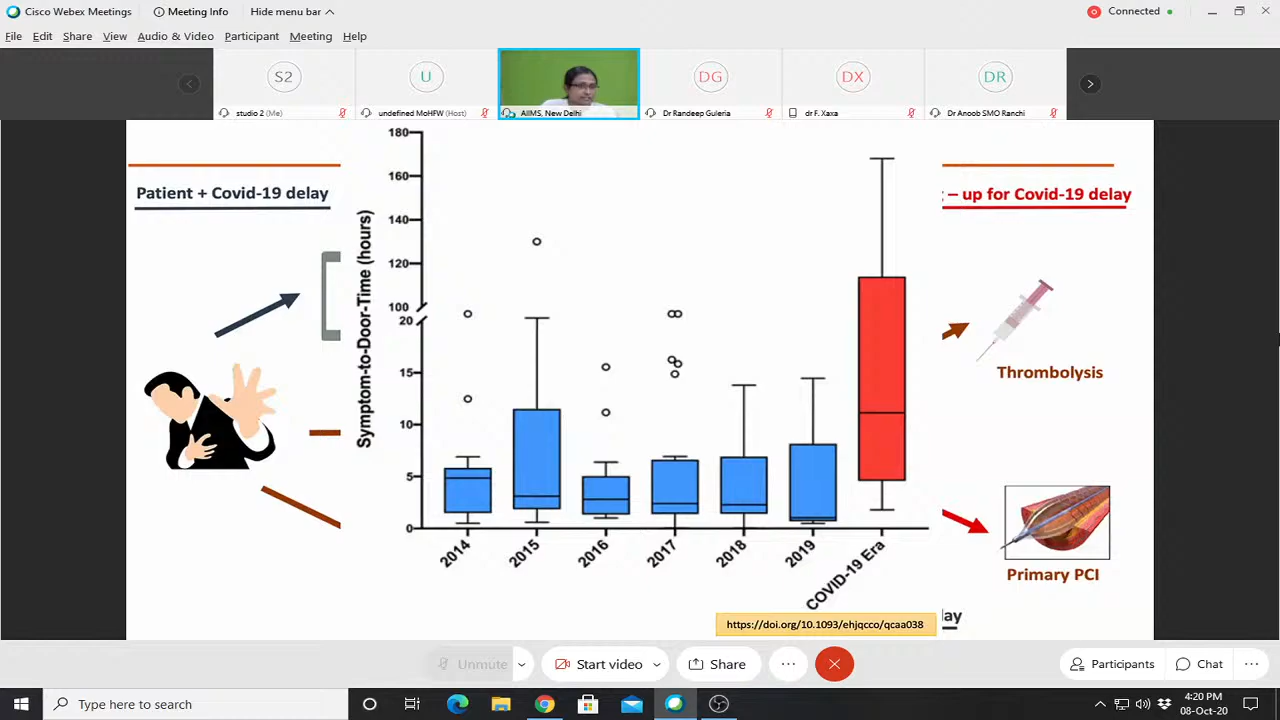 Cisco Webex Meetings
Meeting Info
Hide menu bar
Connected
File Edit Share View Audio & Video Participant Meeting Help
S2
U
DG
DX
DR
studio 2 (Me)
undefined MoHFW (Host)
AIIMS, New Delhi
Dr Randeep Guleria
dr F. Xaxa
Dr Anoob SMO Ranchi
Patient + Covid-19 delay
– up for Covid-19 delay
Symptom-to-Door-Time (hours)
180
160
140
120
100
20
15
10
5
0
2014
2015
2016
2017
2018
2019
COVID-19 Era
Thrombolysis
Primary PCI
https://doi.org/10.1093/ehjqcco/qcaa038
lay
Unmute
Start video
Share
Participants
Chat
Type here to search
4:20 PM
08-Oct-20